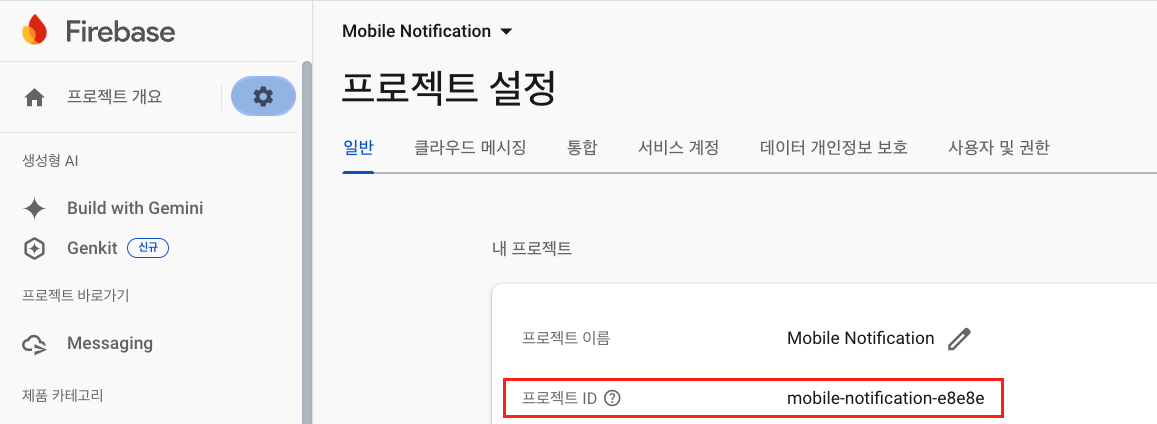 Firebase
프로젝트 개요
생성형 AI
Build with Gemini
Genkit 신규
프로젝트 바로가기
Messaging
제품 카테고리
Mobile Notification
프로젝트 설정
일반 클라우드 메시징 통합 서비스 계정 데이터 개인정보 보호 사용자 및 권한
내 프로젝트
프로젝트 이름 Mobile Notification
프로젝트 ID ? mobile-notification-e8e8e